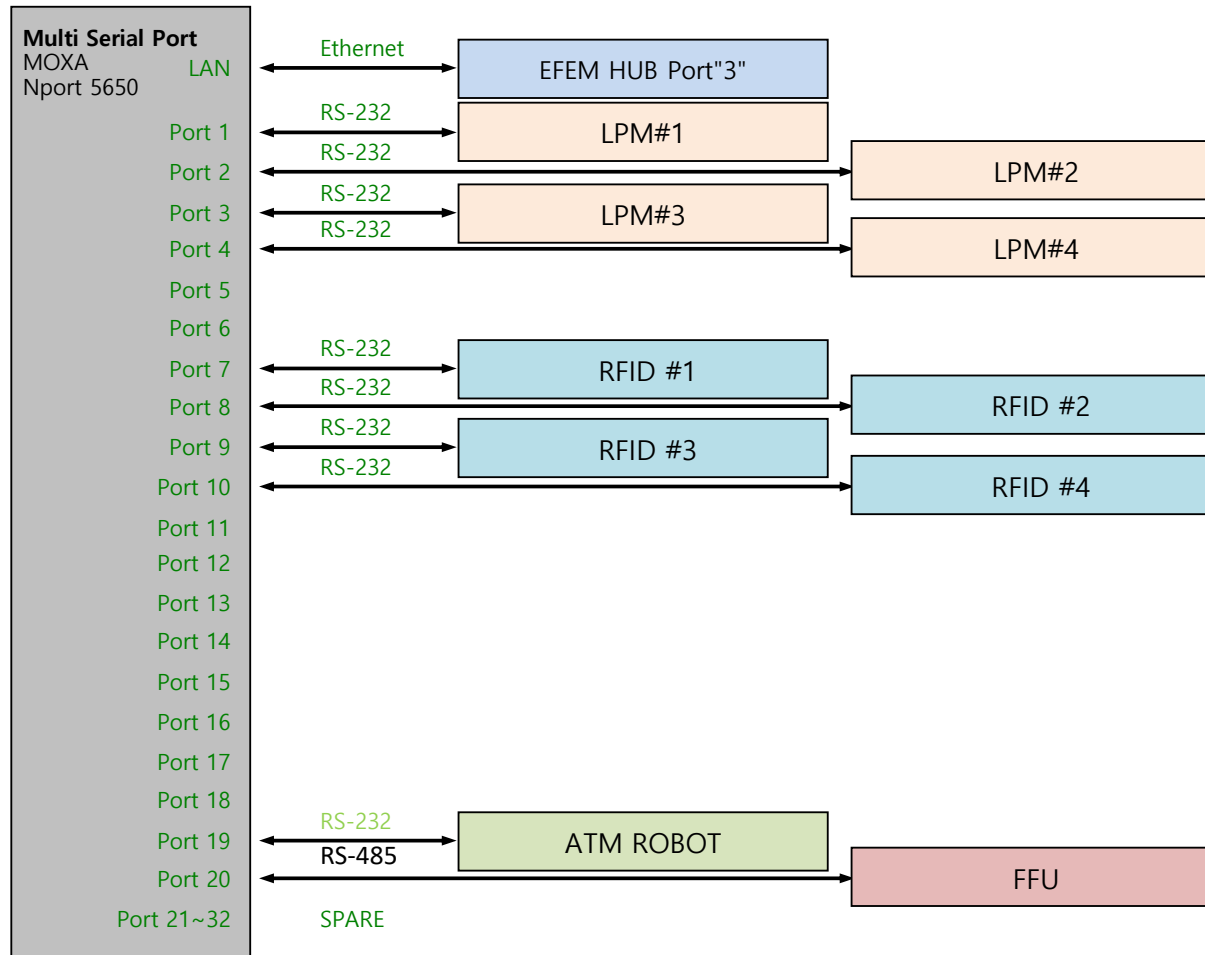 Multi Serial Port
MOXA
Nport 5650
LAN
Ethernet
EFEM HUB Port"3"
Port 1
RS-232
LPM#1
Port 2
RS-232
LPM#2
Port 3
RS-232
LPM#3
Port 4
RS-232
LPM#4
Port 5
Port 6
Port 7
RS-232
RFID #1
Port 8
RS-232
RFID #2
Port 9
RS-232
RFID #3
Port 10
RS-232
RFID #4
Port 11
Port 12
Port 13
Port 14
Port 15
Port 16
Port 17
Port 18
Port 19
RS-232
ATM ROBOT
Port 20
RS-485
FFU
Port 21~32
SPARE